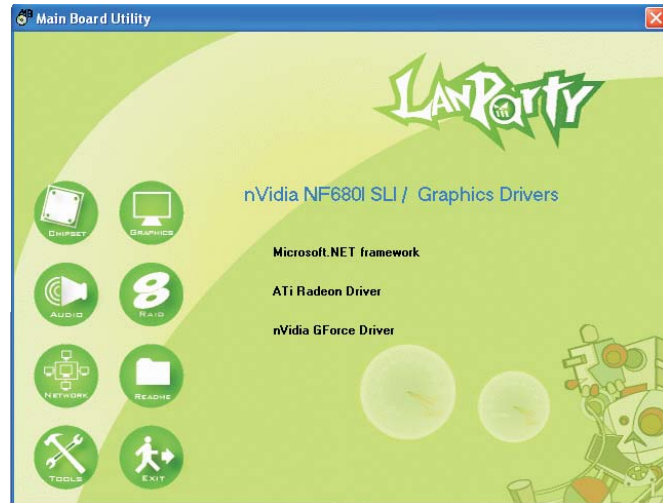 Main Board Utility
LANPARTY
nVidia NF680I SLI / Graphics Drivers
Microsoft.NET framework
ATi Radeon Driver
nVidia GForce Driver
CHIPSET
GRAPHICS
AUDIO
RAID
NETWORK
README
TOOLS
EXIT